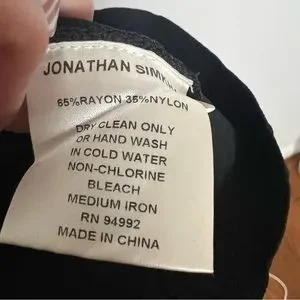 JONATHAN
65%RAYON 35%NYLON
DRY CLEAN ONLY
OR HAND WASH
IN COLD WATER
NON-CHLORINE
BLEACH
MEDIUM IRON
RN 94992
MADE IN CHINA